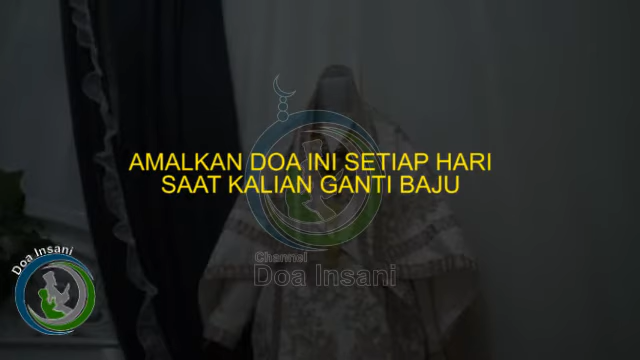 AMALKAN DOA INI SETIAP HARI
SAAT KALIAN GANTI BAJU
Channel
Doa Insani
Doa Insani